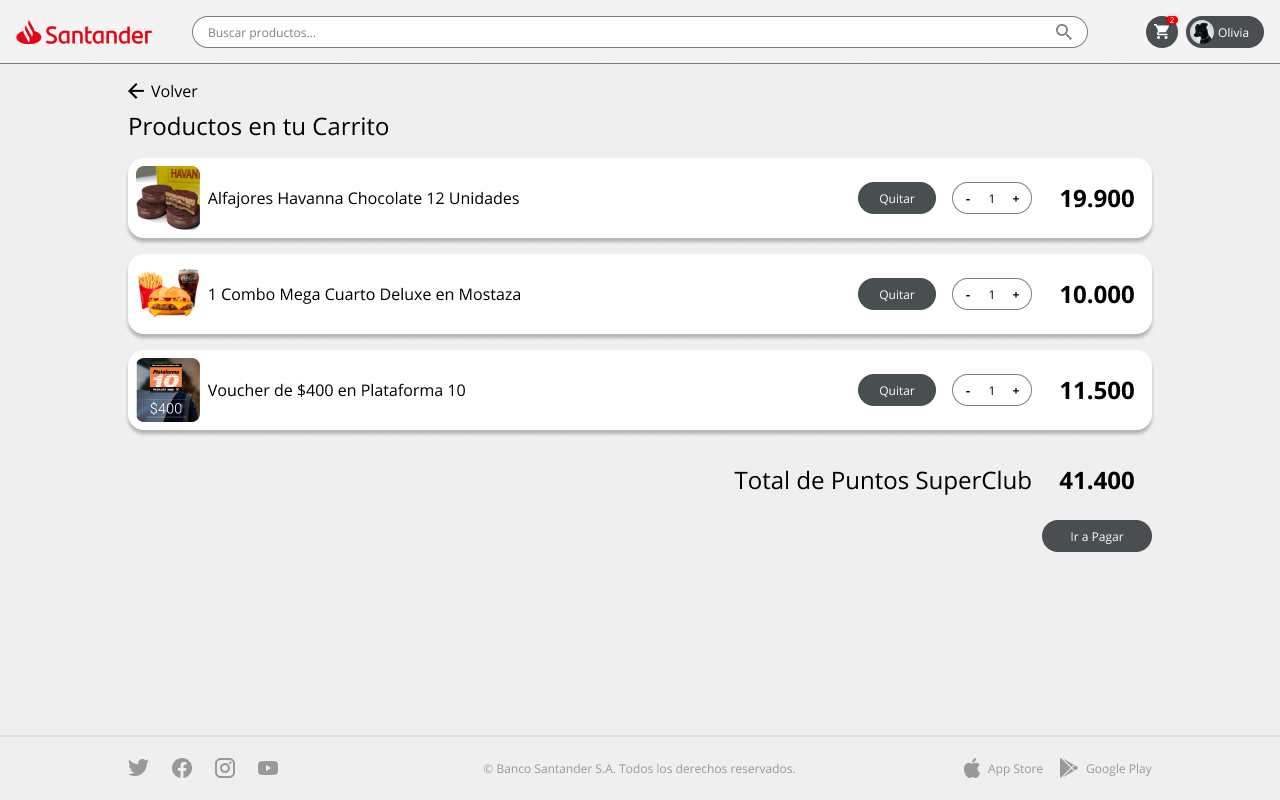 Santander
Buscar productos...
2
Olivia
Volver
Productos en tu Carrito
HAVAN
Alfajores Havanna Chocolate 12 Unidades
Quitar
- 1 +
19.900
1 Combo Mega Cuarto Deluxe en Mostaza
Quitar
- 1 +
10.000
Plataforma
10
$400
Voucher de $400 en Plataforma 10
Quitar
- 1 +
11.500
Total de Puntos SuperClub
41.400
Ir a Pagar
© Banco Santander S.A. Todos los derechos reservados.
App Store
Google Play